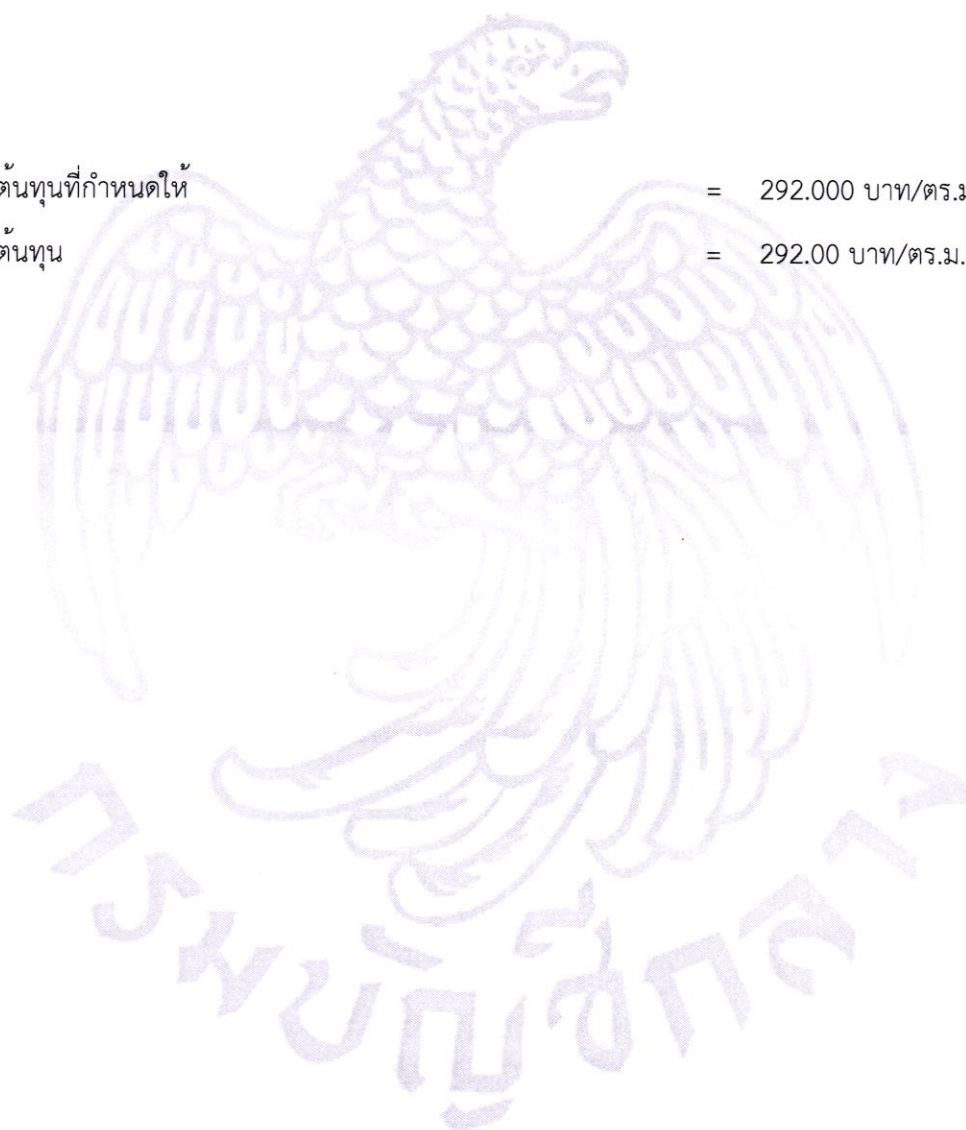 ต้นทุนที่กำหนดให้ = 292.000 บาท/ตร.ม
ต้นทุน = 292.00 บาท/ตร.ม.
กรมบัญชีกลาง